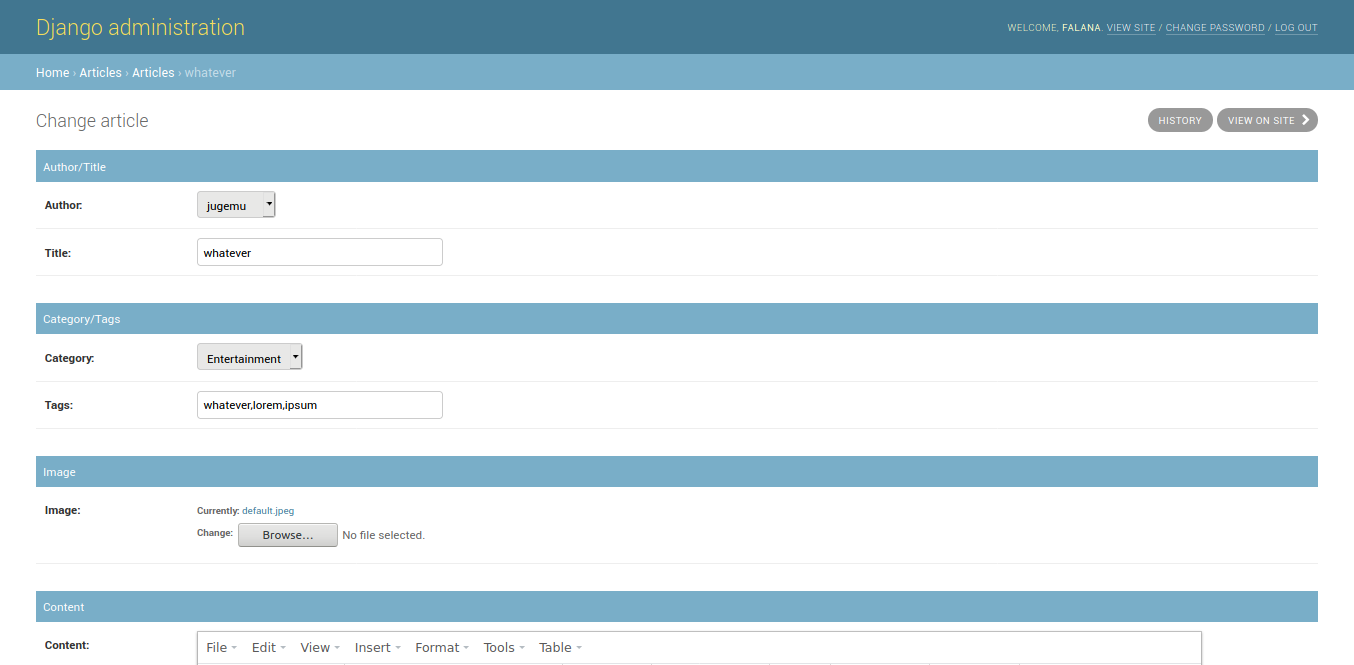 Django administration
WELCOME, FALANA. VIEW SITE / CHANGE PASSWORD / LOG OUT
Home › Articles › Articles › whatever
Change article
HISTORY
VIEW ON SITE
Author/Title
Author: jugemu
Title: whatever
Category/Tags
Category: Entertainment
Tags: whatever,lorem,ipsum
Image
Image: Currently: default.jpeg
Change: Browse... No file selected.
Content
Content: File Edit View Insert Format Tools Table